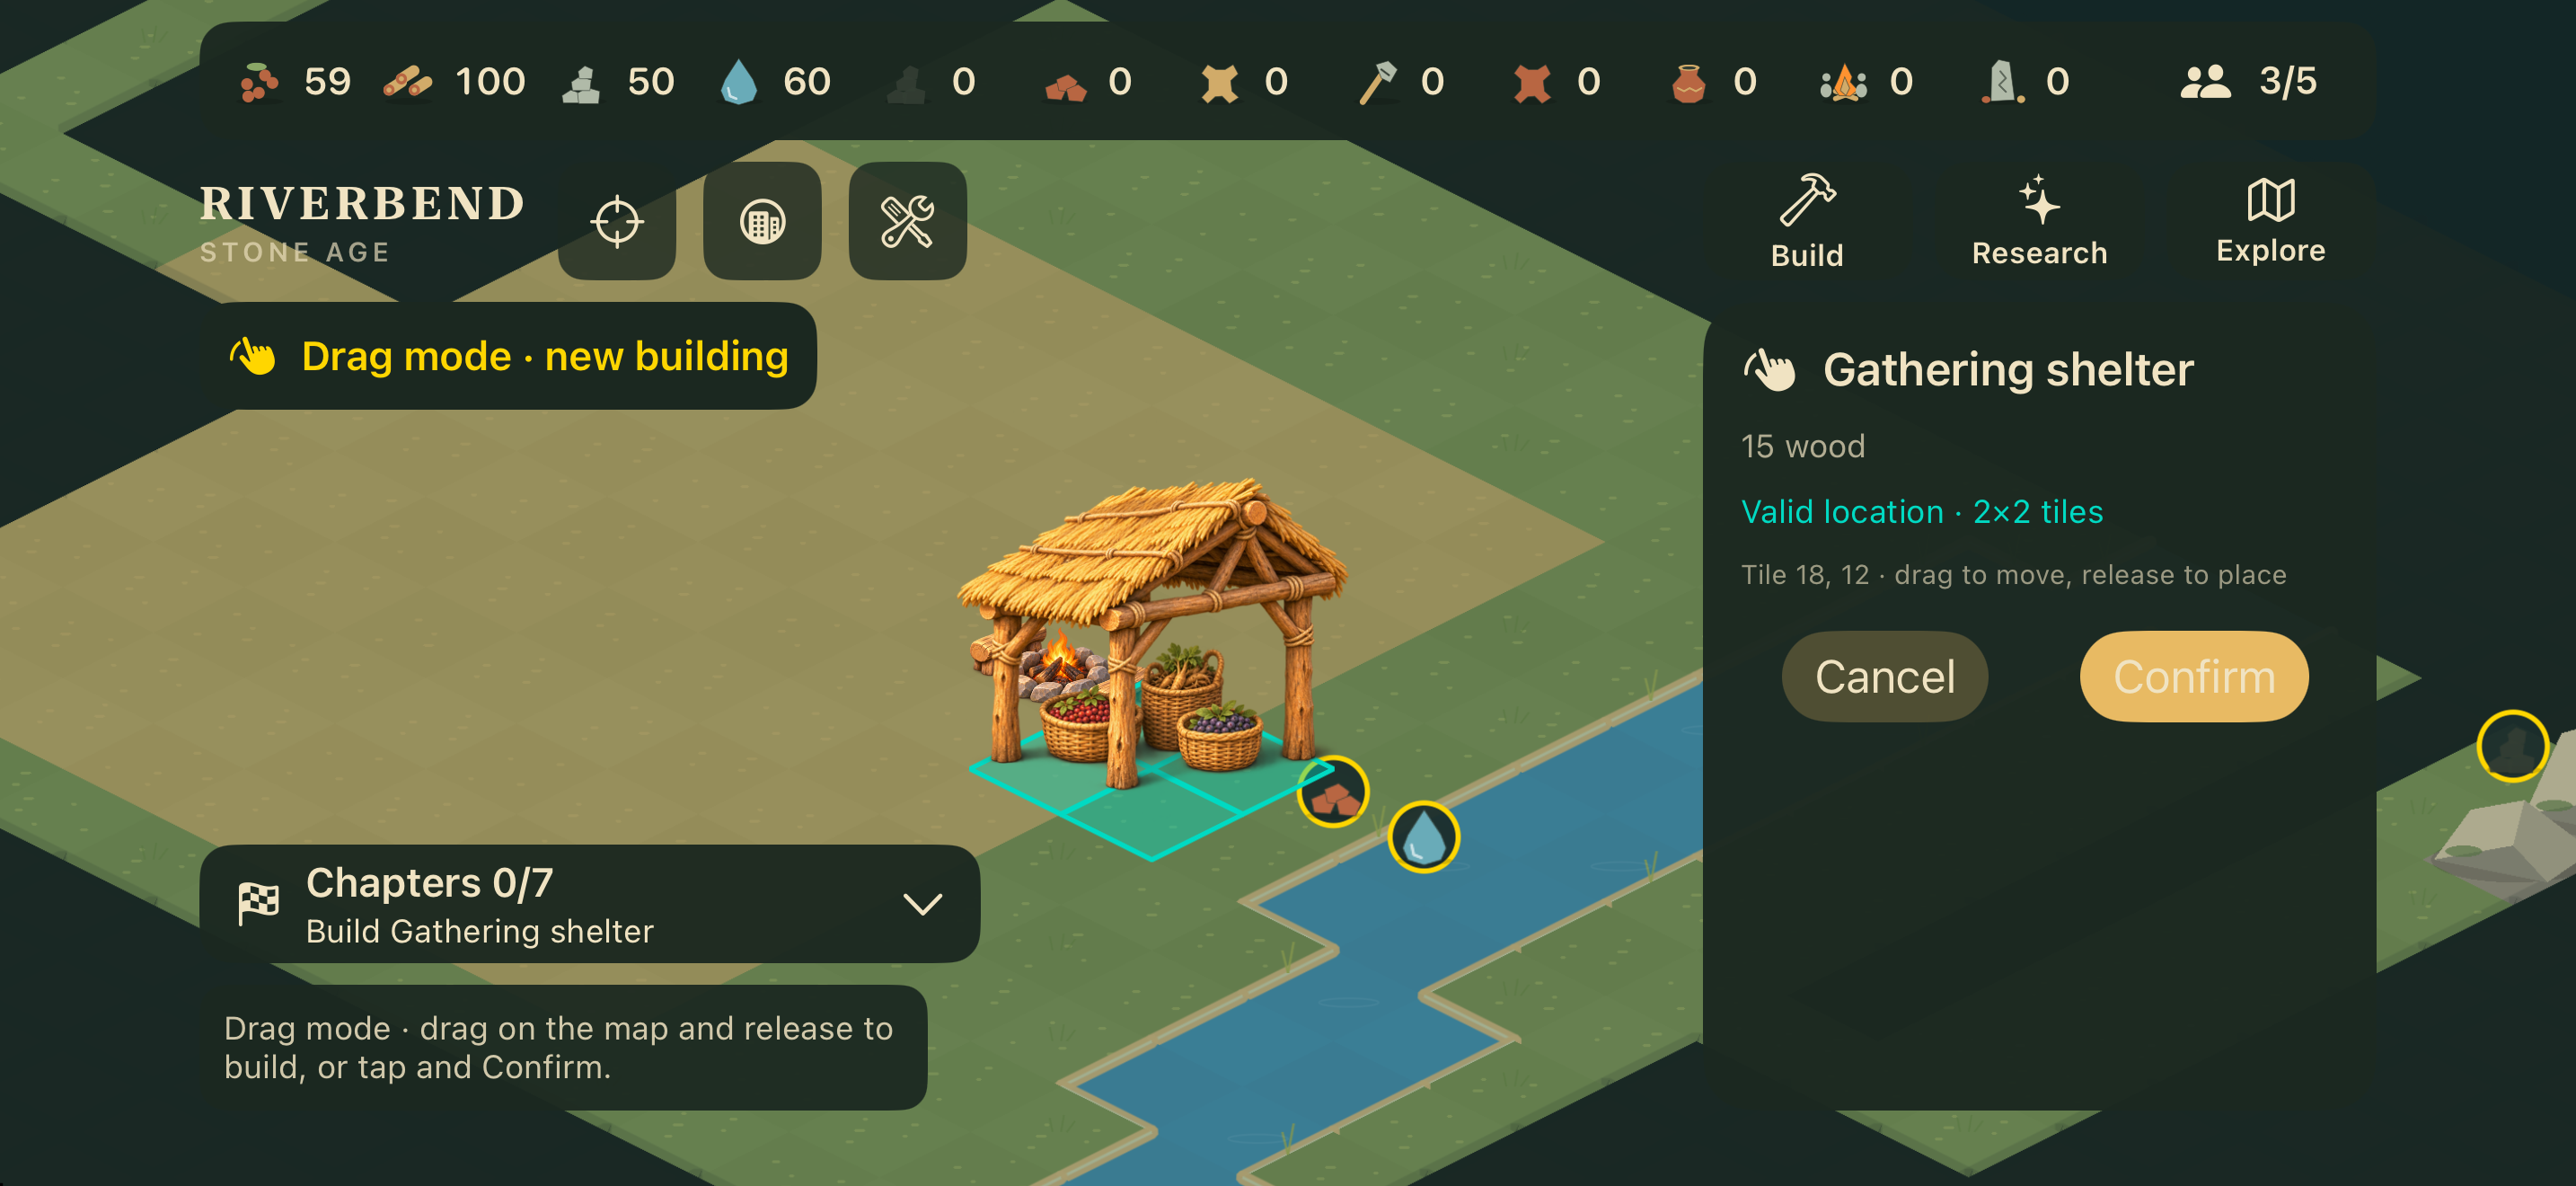 59 100 50 60 0 0 0 0 0 0 0 0 3/5
RIVERBEND
STONE AGE
Build Research Explore
Drag mode · new building
Gathering shelter
15 wood
Valid location · 2×2 tiles
Tile 18, 12 · drag to move, release to place
Cancel Confirm
Chapters 0/7
Build Gathering shelter
Drag mode · drag on the map and release to
build, or tap and Confirm.